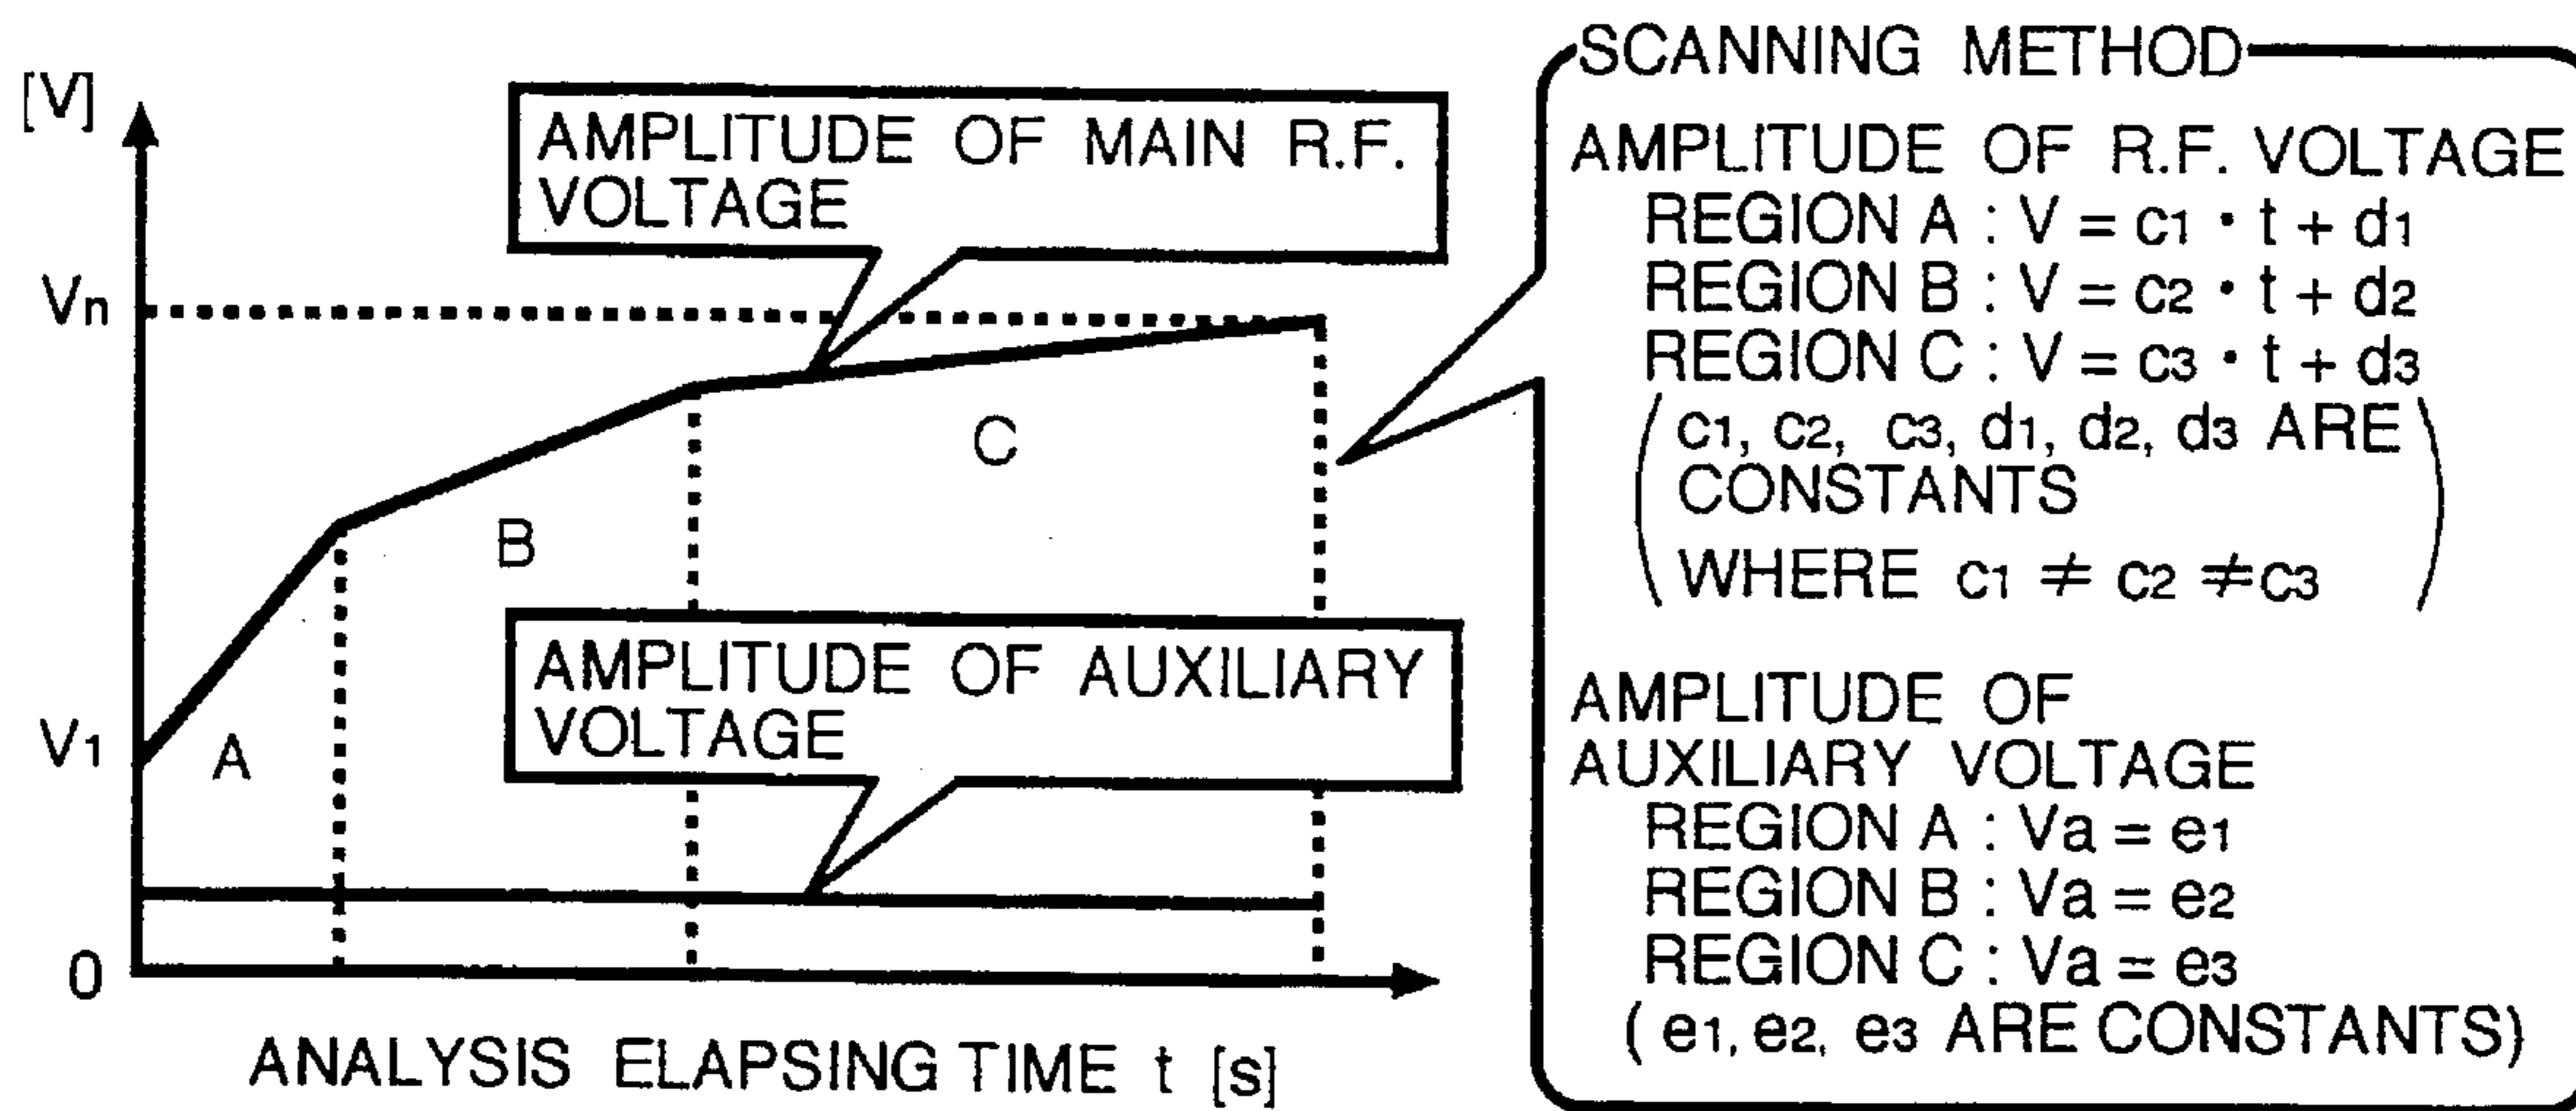 [V]
AMPLITUDE OF MAIN R.F.
VOLTAGE
Vn
C
B
AMPLITUDE OF AUXILIARY
VOLTAGE
V1
A
0
ANALYSIS ELAPSING TIME t [s]
SCANNING METHOD
AMPLITUDE OF R.F. VOLTAGE
REGION A : V = c1 · t + d1
REGION B : V = c2 · t + d2
REGION C : V = c3 · t + d3
( c1, c2, c3, d1, d2, d3 ARE
CONSTANTS
WHERE c1 ≠ c2 ≠ c3 )
AMPLITUDE OF
AUXILIARY VOLTAGE
REGION A : Va = e1
REGION B : Va = e2
REGION C : Va = e3
( e1, e2, e3 ARE CONSTANTS)